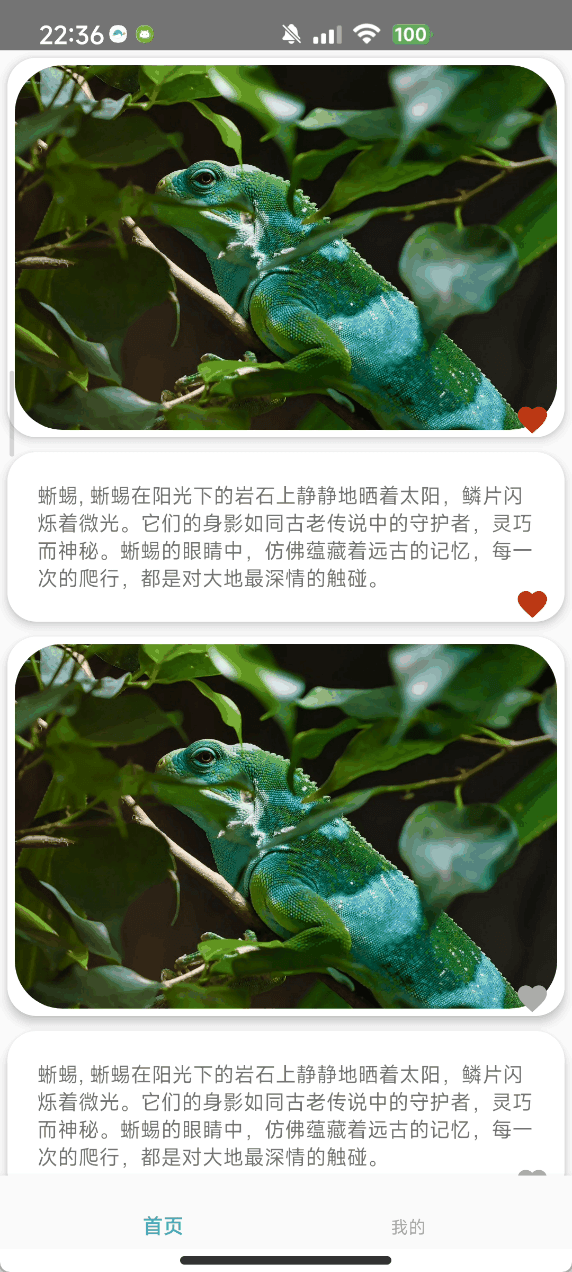 22:36
100
蜥蜴, 蜥蜴在阳光下的岩石上静静地晒着太阳，鳞片闪
烁着微光。它们的身影如同古老传说中的守护者，灵巧
而神秘。蜥蜴的眼睛中，仿佛蕴藏着远古的记忆，每一
次的爬行，都是对大地最深情的触碰。
蜥蜴, 蜥蜴在阳光下的岩石上静静地晒着太阳，鳞片闪
烁着微光。它们的身影如同古老传说中的守护者，灵巧
而神秘。蜥蜴的眼睛中，仿佛蕴藏着远古的记忆，每一
次的爬行，都是对大地最深情的触碰。
首页
我的